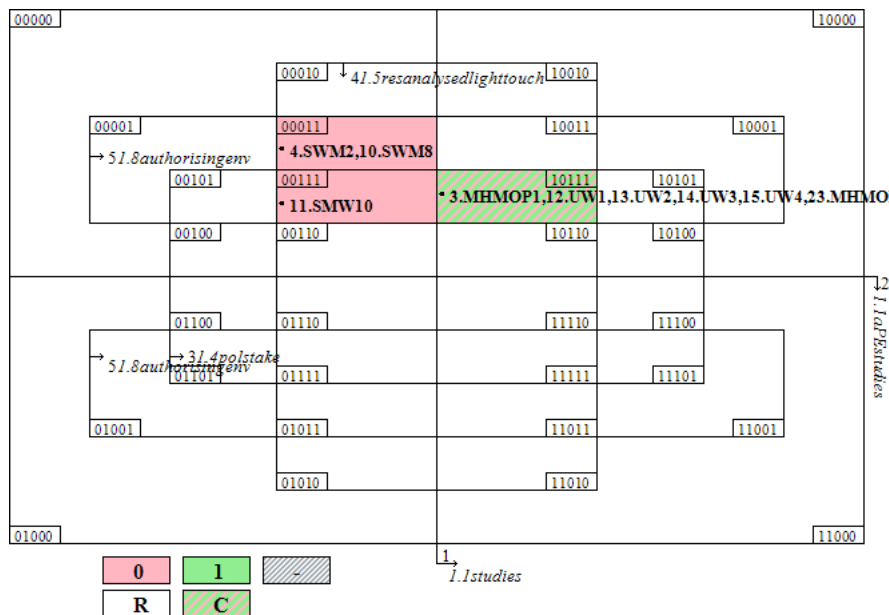 00000 10000
00010 10010
41.5resanalysedlighttouch
00001 00011 10011 10001
4.SWM2,10.SWM8
51.8authorisingenv
00101 00111 10111 10101
3.MHMOP1,12.UW1,13.UW2,14.UW3,15.UW4,23.MHMO
11.SMW10
00100 00110 10110 10100
2
1.1aPEstudies
01100 01110 11110 11100
31.4polstake
51.8authorisingenv
01101 01111 11111 11101
01001 01011 11011 11001
01010 11010
01000 11000
1
1.1studies
0 1 -
R C